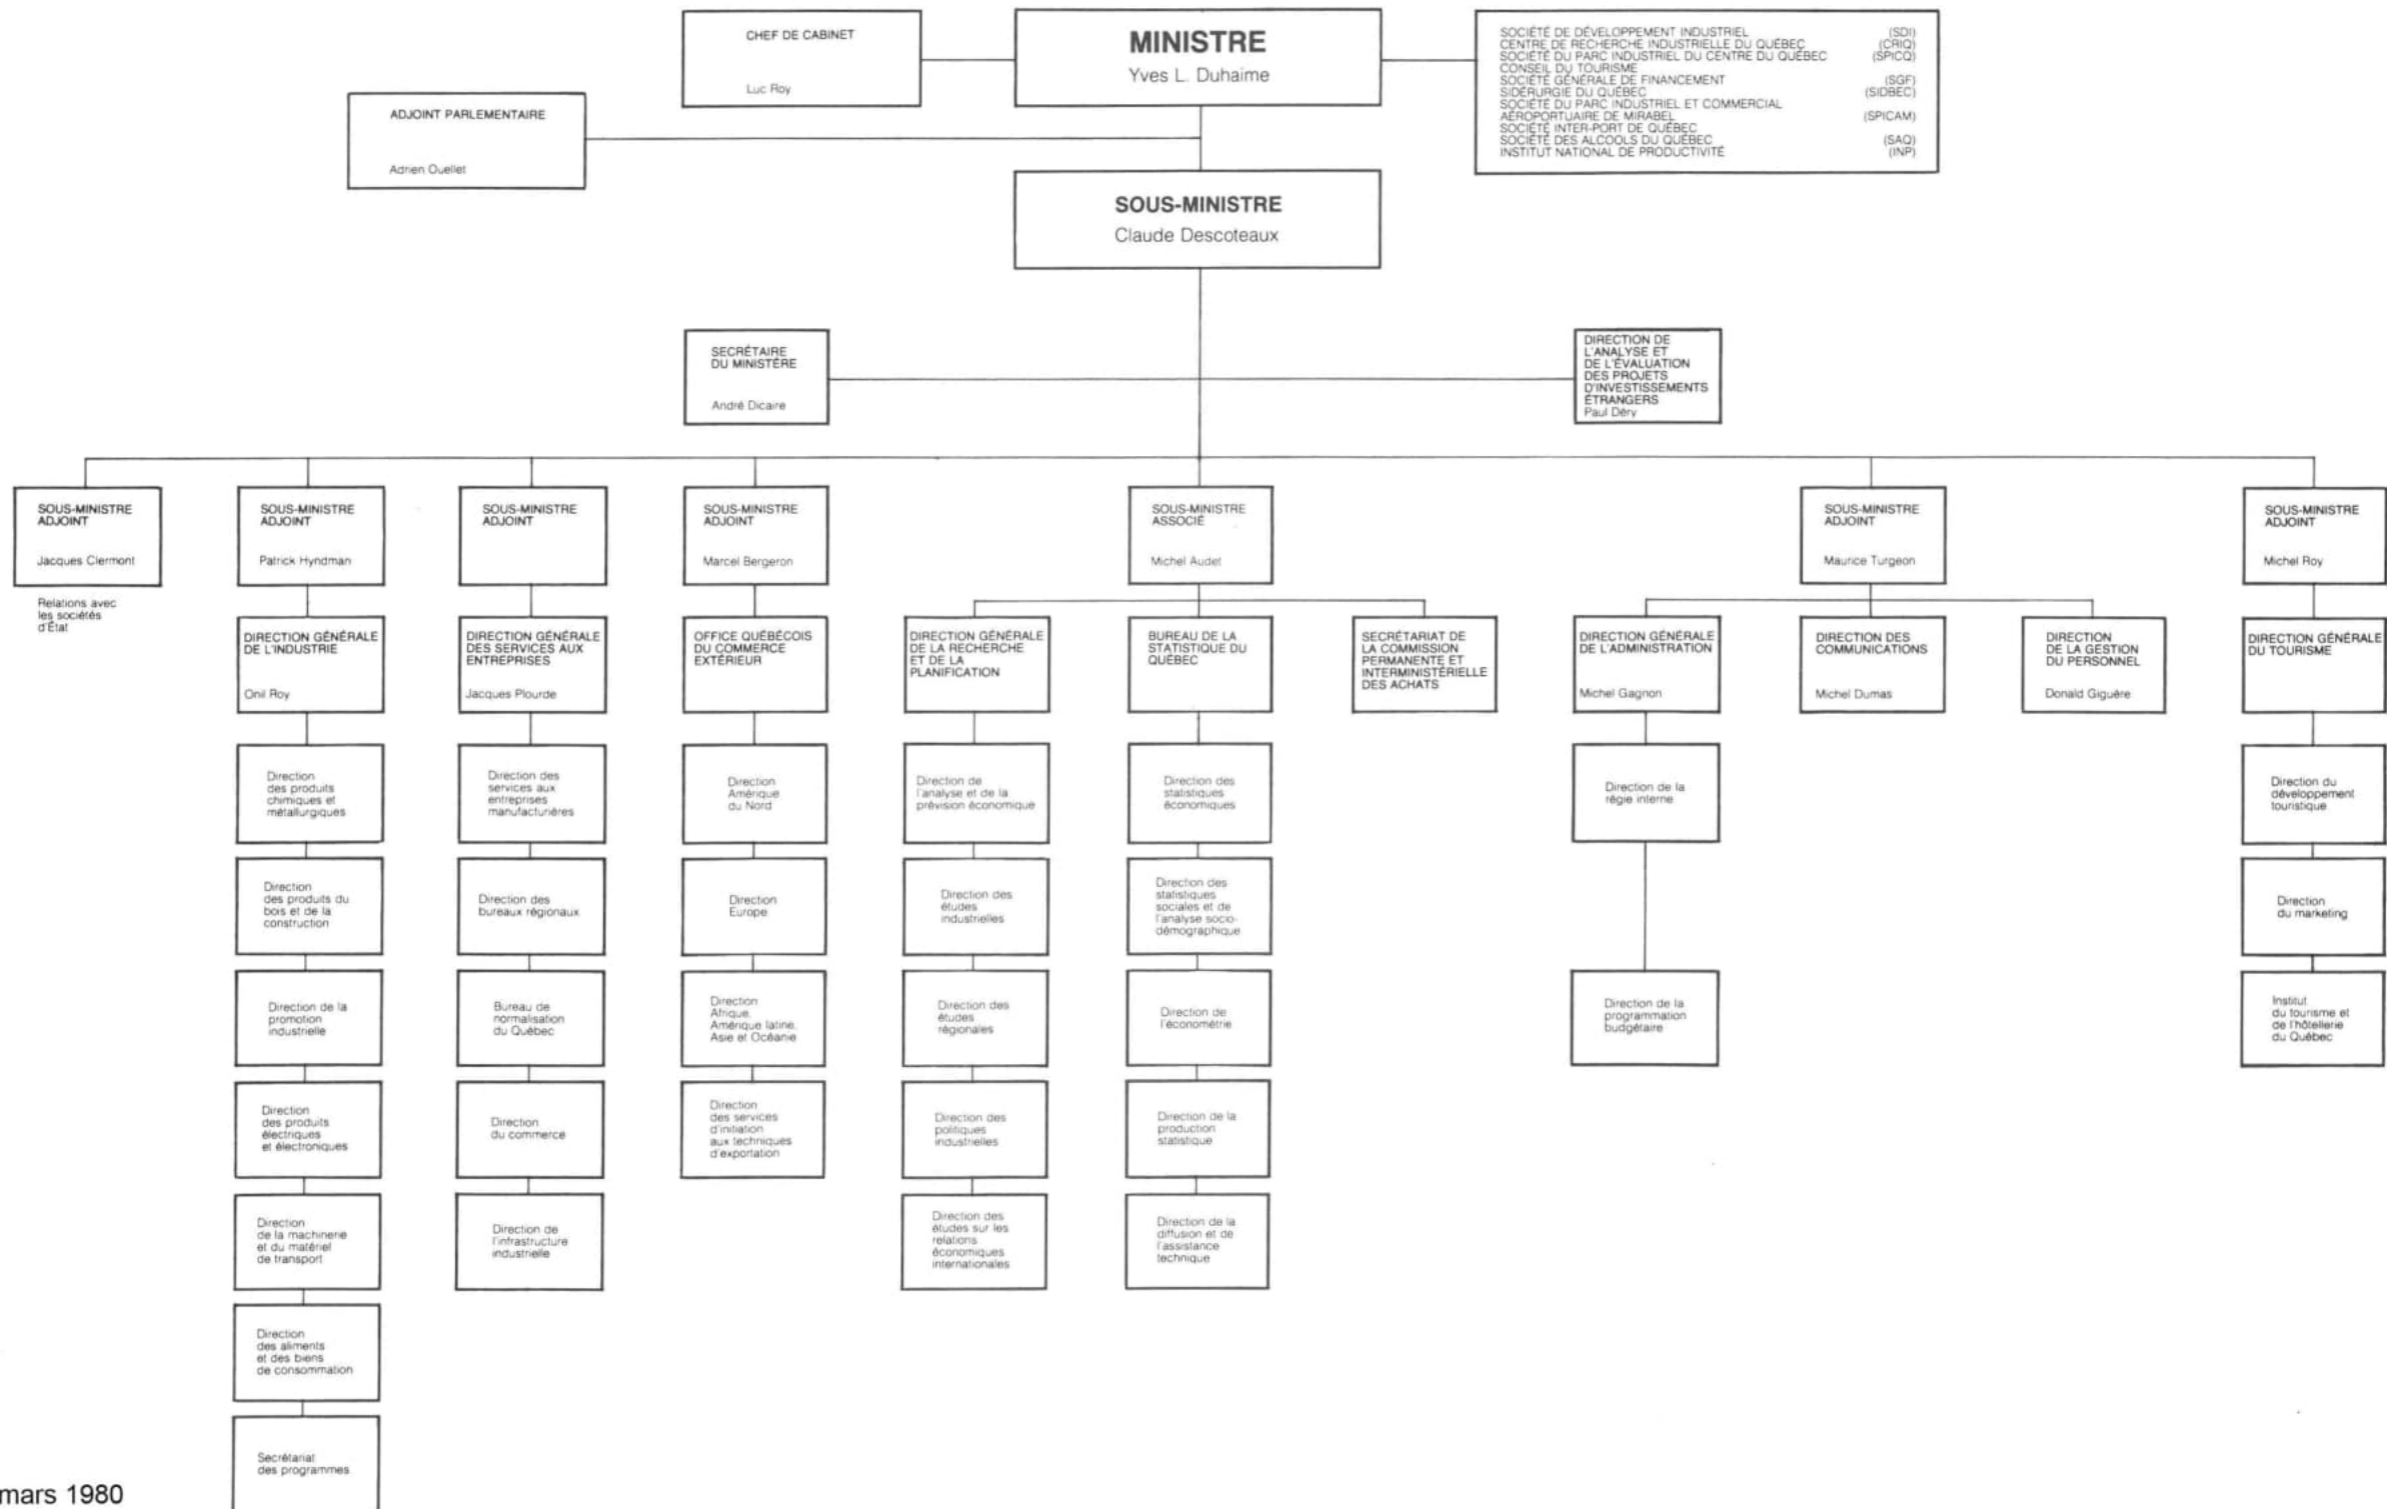 CHEF DE CABINET
Luc Roy
MINISTRE
Yves L. Duhaime
SOCIÉTÉ DE DÉVELOPPEMENT INDUSTRIEL (SDI)
CENTRE DE RECHERCHE INDUSTRIELLE DU QUÉBEC (CRIQ)
SOCIÉTÉ DU PARC INDUSTRIEL DU CENTRE DU QUÉBEC (SPICQ)
CONSEIL DU TOURISME
SOCIÉTÉ GÉNÉRALE DE FINANCEMENT (SGF)
SIDÉRURGIE DU QUÉBEC (SIDBEC)
SOCIÉTÉ DU PARC INDUSTRIEL ET COMMERCIAL
AÉROPORTUAIRE DE MIRABEL (SPICAM)
SOCIÉTÉ INTER-PORT DE QUÉBEC
SOCIÉTÉ DES ALCOOLS DU QUÉBEC (SAQ)
INSTITUT NATIONAL DE PRODUCTIVITÉ (INP)
ADJOINT PARLEMENTAIRE
Adrien Ouellet
SOUS-MINISTRE
Claude Descoteaux
SECRÉTAIRE
DU MINISTÈRE
André Dicaire
DIRECTION DE
L'ANALYSE ET
DE L'ÉVALUATION
DES PROJETS
D'INVESTISSEMENTS
ÉTRANGERS
Paul Déry
SOUS-MINISTRE
ADJOINT
Jacques Clermont
Relations avec
les sociétés
d'État
SOUS-MINISTRE
ADJOINT
Patrick Hyndman
DIRECTION GÉNÉRALE
DE L'INDUSTRIE
Onil Roy
Direction
des produits
chimiques et
métallurgiques
Direction
des produits du
bois et de la
construction
Direction de la
promotion
industrielle
Direction
des produits
électriques
et électroniques
Direction
de la machinerie
et du matériel
de transport
Direction
des aliments
et des biens
de consommation
Secrétariat
des programmes
SOUS-MINISTRE
ADJOINT
DIRECTION GÉNÉRALE
DES SERVICES AUX
ENTREPRISES
Jacques Plourde
Direction des
services aux
entreprises
manufacturières
Direction des
bureaux régionaux
Bureau de
normalisation
du Québec
Direction
du commerce
Direction de
l'infrastructure
industrielle
SOUS-MINISTRE
ADJOINT
Marcel Bergeron
OFFICE QUÉBÉCOIS
DU COMMERCE
EXTÉRIEUR
Direction
Amérique
du Nord
Direction
Europe
Direction
Afrique,
Amérique latine,
Asie et Océanie
Direction
des services
d'initiation
aux techniques
d'exportation
SOUS-MINISTRE
ASSOCIÉ
Michel Audet
DIRECTION GÉNÉRALE
DE LA RECHERCHE
ET DE LA
PLANIFICATION
Direction de
l'analyse et de la
prévision économique
Direction des
études
industrielles
Direction des
études
régionales
Direction des
politiques
industrielles
Direction des
études sur les
relations
économiques
internationales
BUREAU DE LA
STATISTIQUE DU
QUÉBEC
Direction des
statistiques
économiques
Direction des
statistiques
sociales et de
l'analyse socio-
démographique
Direction de
l'économétrie
Direction de la
production
statistique
Direction de la
diffusion et de
l'assistance
technique
SECRÉTARIAT DE
LA COMMISSION
PERMANENTE ET
INTERMINISTÉRIELLE
DES ACHATS
SOUS-MINISTRE
ADJOINT
Maurice Turgeon
DIRECTION GÉNÉRALE
DE L'ADMINISTRATION
Michel Gagnon
Direction de la
régie interne
Direction de la
programmation
budgétaire
DIRECTION DES
COMMUNICATIONS
Michel Dumas
DIRECTION
DE LA GESTION
DU PERSONNEL
Donald Giguère
SOUS-MINISTRE
ADJOINT
Michel Roy
DIRECTION GÉNÉRALE
DU TOURISME
Direction du
développement
touristique
Direction
du marketing
Institut
du tourisme et
de l'hôtellerie
du Québec
mars 1980